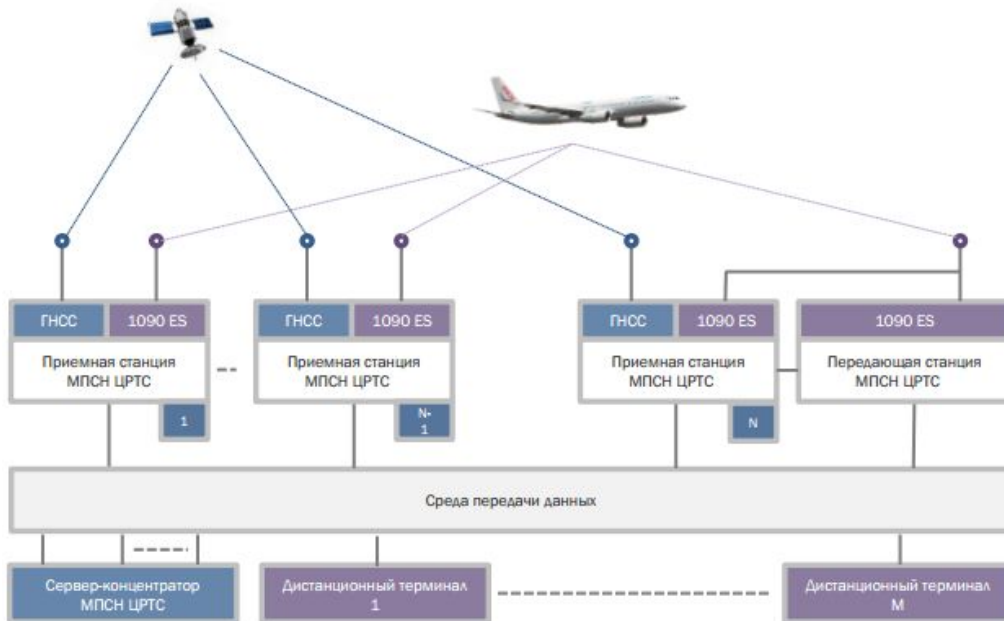 ГНСС
1090 ES
ГНСС
1090 ES
ГНСС
1090 ES
1090 ES
Приемная станция
МПСН ЦРТС
Приемная станция
МПСН ЦРТС
Приемная станция
МПСН ЦРТС
Передающая станция
МПСН ЦРТС
1
N-
1
N
Среда передачи данных
Сервер-концентратор
МПСН ЦРТС
Дистанционный терминал
1
Дистанционный терминал
M